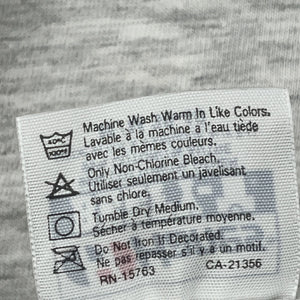 Machine Wash Warm In Like Colors.
Lavable à la machine a l'eau tiède
avec les mêmes couleurs.
Only Non-Chlorine Bleach.
Utiliser seulement un javelisant
sans chlore.
Tumble Dry Medium.
Sécher à température moyenne.
Do Not Iron If Decorated.
Ne pas repasser s'il y a un motif
RN-15763 CA-21356